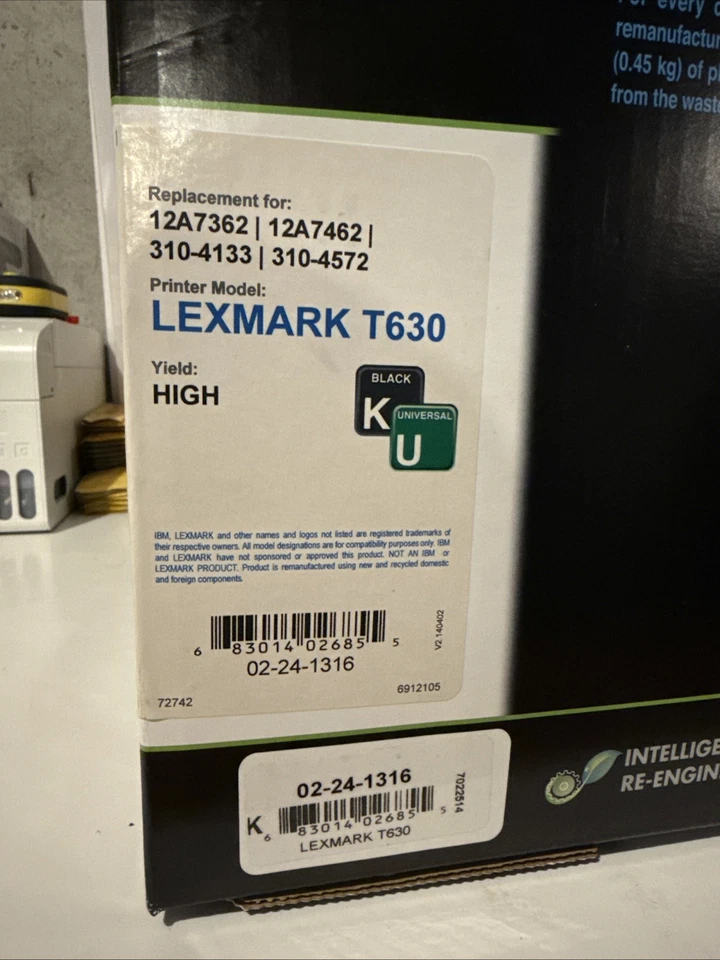 For every
remanufactur
(0.45 kg) of p
from the waste
Replacement for:
12A7362 | 12A7462 |
310-4133 | 310-4572
Printer Model:
LEXMARK T630
Yield:
HIGH
BLACK
K
UNIVERSAL
U
IBM, LEXMARK and other names and logos not listed are registered trademarks of
their respective owners. All model designations are for compatibility purposes only. IBM
and LEXMARK have not sponsored or approved this product. NOT AN IBM or
LEXMARK PRODUCT. Product is remanufactured using new and recycled domestic
and foreign components.
6 83014 02685 5
02-24-1316
V2 140402
72742
6912105
INTELLIGE
RE-ENGIN
02-24-1316
K
6 83014 02685 5
LEXMARK T630
7022514